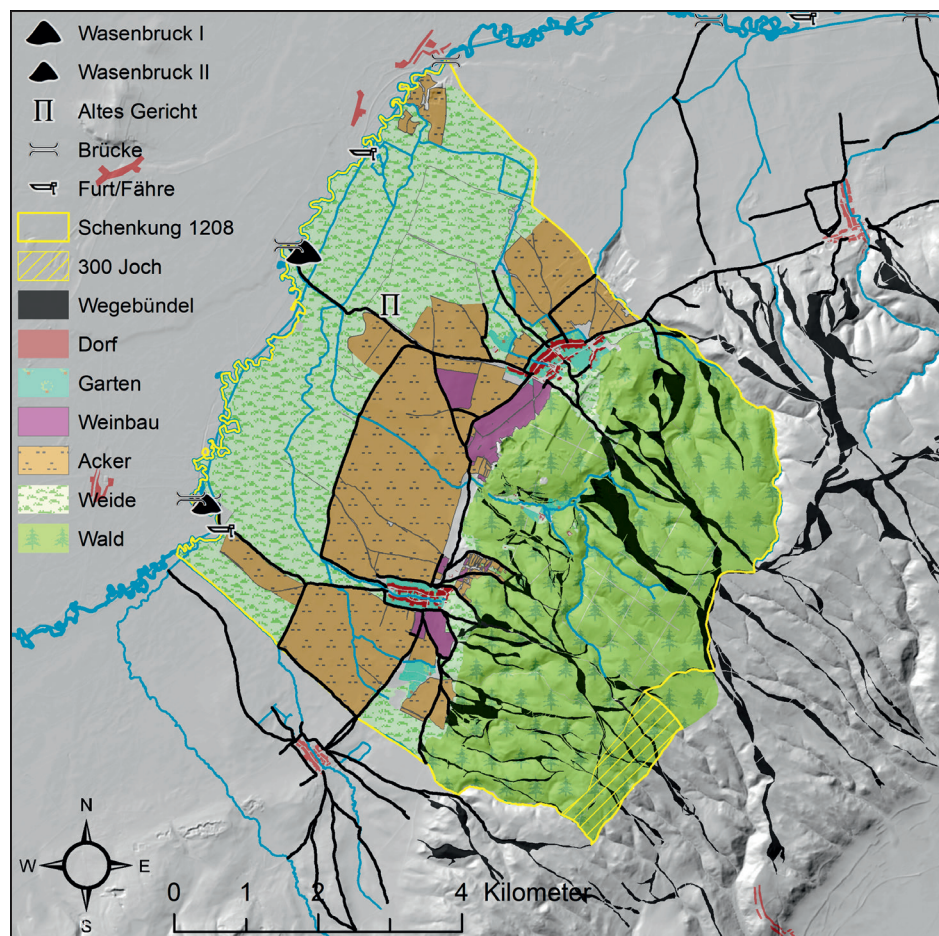 Wasenbruck I
Wasenbruck II
Π Altes Gericht
Brücke
Furt/Fähre
Schenkung 1208
300 Joch
Wegebündel
Dorf
Garten
Weinbau
Acker
Weide
Wald
Π
N
W E
S
0 2 4 Kilometer